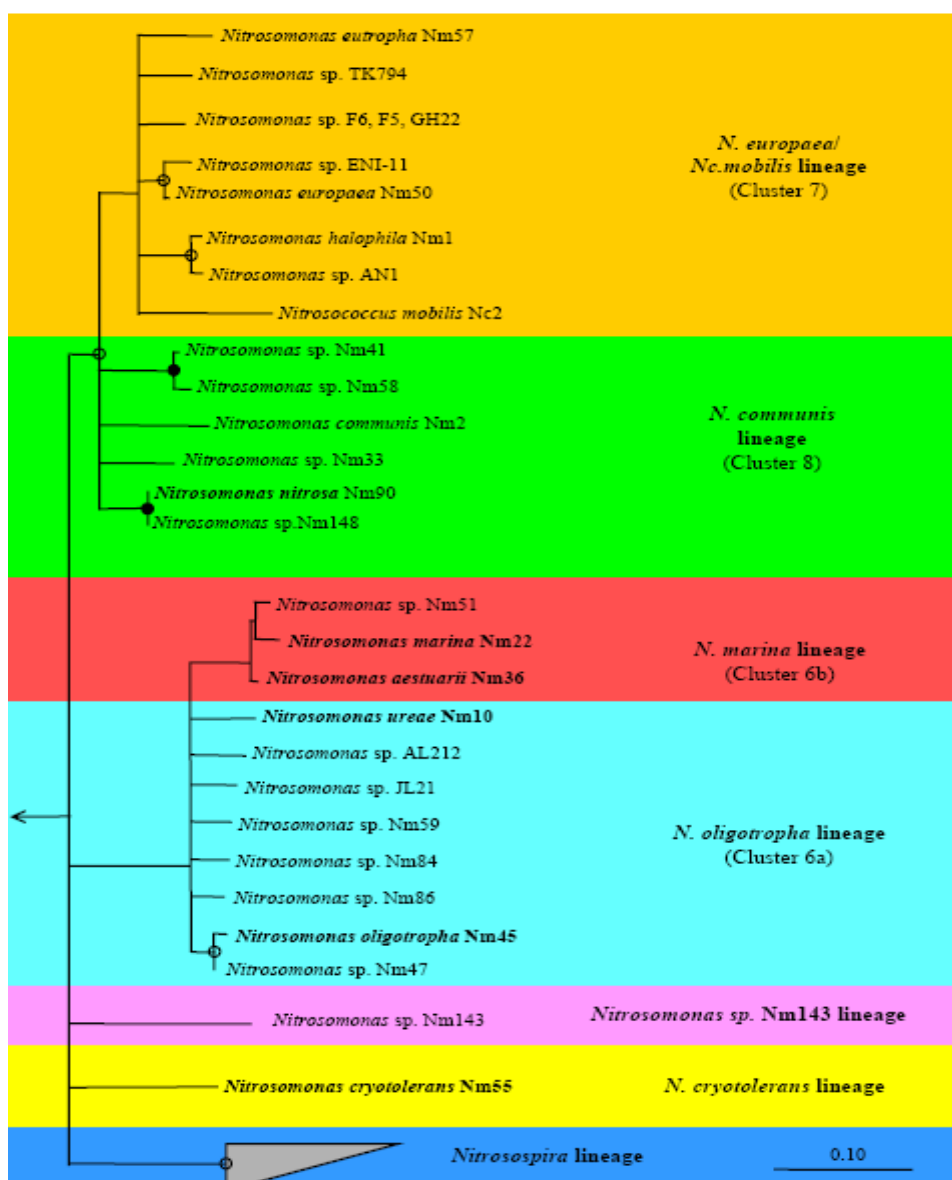 Nitrosomonas eutropha Nm57
Nitrosomonas sp. TK794
Nitrosomonas sp. F6, F5, GH22
Nitrosomonas sp. ENI-11
Nitrosomonas europaea Nm50
Nitrosomonas halophila Nm1
Nitrosomonas sp. AN1
Nitrosococcus mobilis Nc2
N. europaea/
Nc.mobilis lineage
(Cluster 7)
Nitrosomonas sp. Nm41
Nitrosomonas sp. Nm58
Nitrosomonas communis Nm2
Nitrosomonas sp. Nm33
Nitrosomonas nitrosa Nm90
Nitrosomonas sp.Nm148
N. communis
lineage
(Cluster 8)
Nitrosomonas sp. Nm51
Nitrosomonas marina Nm22
Nitrosomonas aestuarii Nm36
N. marina lineage
(Cluster 6b)
Nitrosomonas ureae Nm10
Nitrosomonas sp. AL212
Nitrosomonas sp. JL21
Nitrosomonas sp. Nm59
Nitrosomonas sp. Nm84
Nitrosomonas sp. Nm86
Nitrosomonas oligotropha Nm45
Nitrosomonas sp. Nm47
N. oligotropha lineage
(Cluster 6a)
Nitrosomonas sp. Nm143
Nitrosomonas sp. Nm143 lineage
Nitrosomonas cryotolerans Nm55
N. cryotolerans lineage
Nitrosospira lineage
0.10